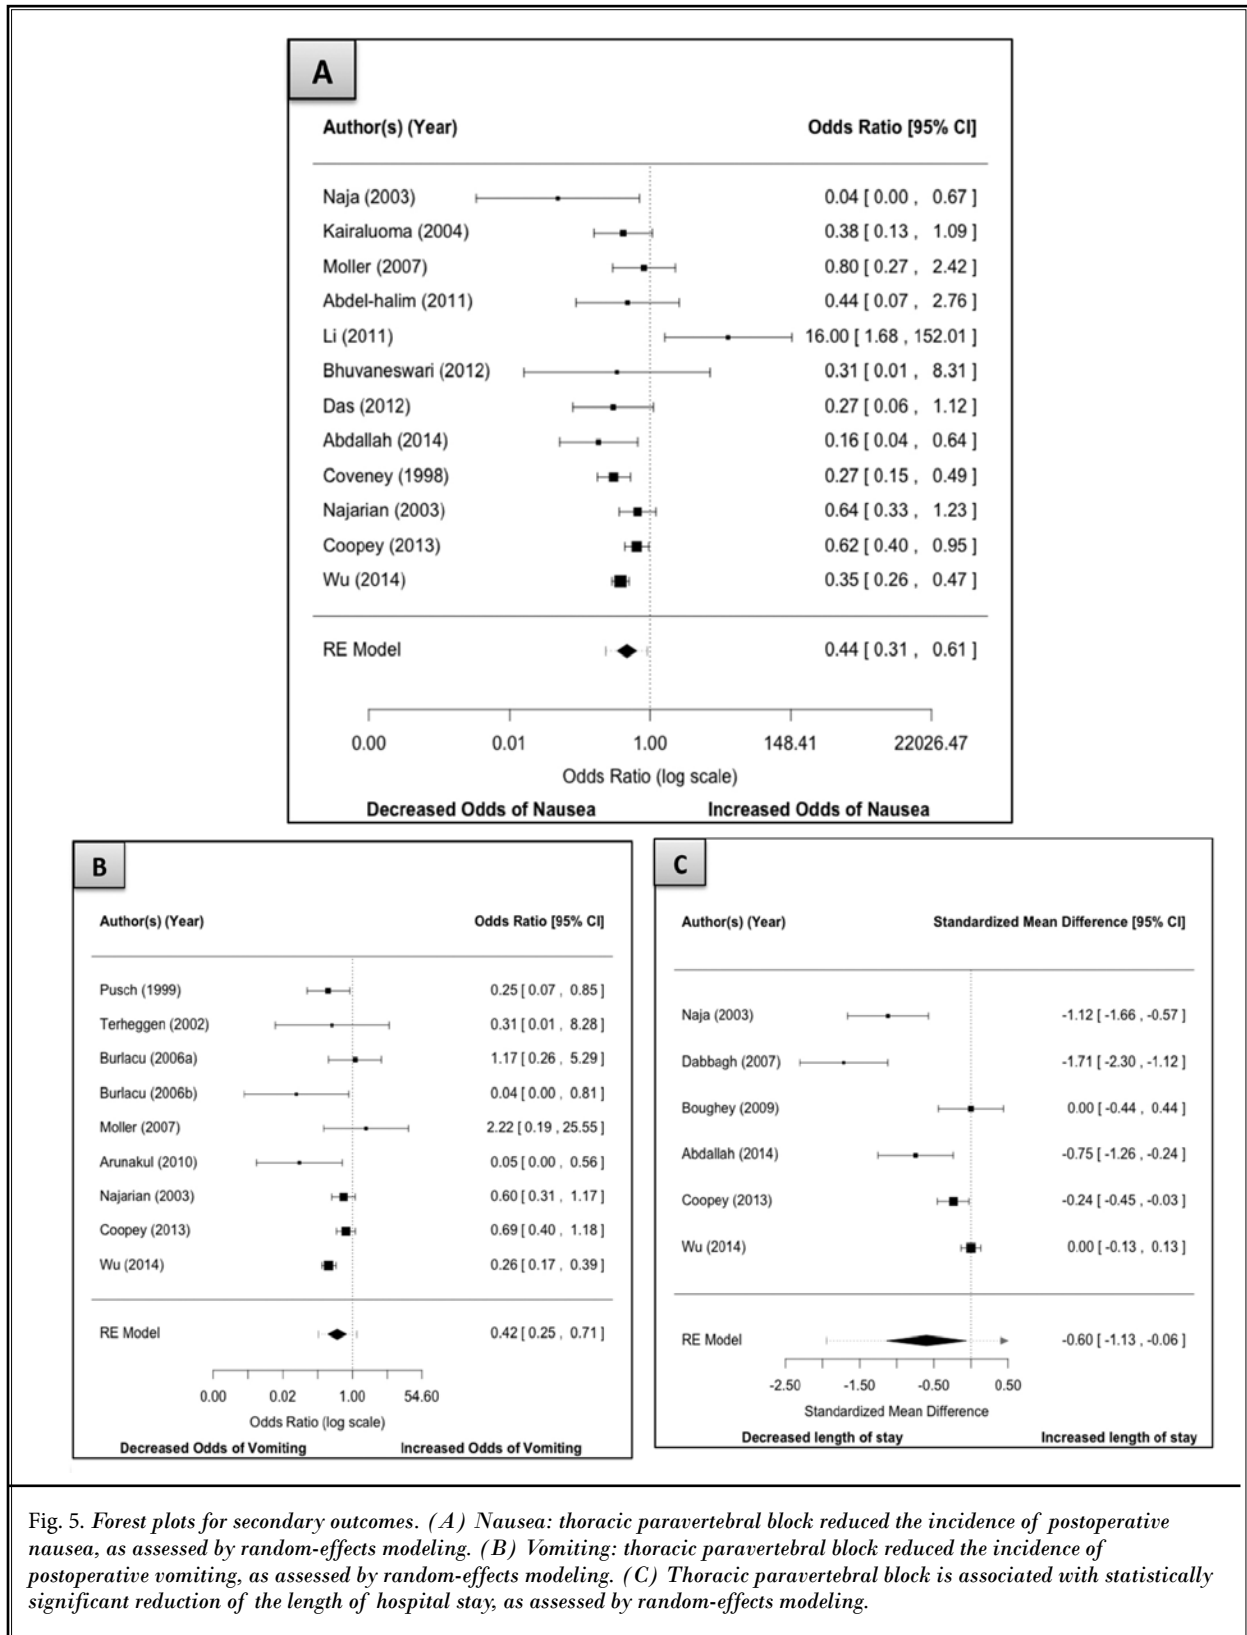 A
Author(s) (Year) Odds Ratio [95% CI]
Naja (2003) 0.04 [ 0.00 , 0.67 ]
Kairaluoma (2004) 0.38 [ 0.13 , 1.09 ]
Moller (2007) 0.80 [ 0.27 , 2.42 ]
Abdel-halim (2011) 0.44 [ 0.07 , 2.76 ]
Li (2011) 16.00 [ 1.68 , 152.01 ]
Bhuvaneswari (2012) 0.31 [ 0.01 , 8.31 ]
Das (2012) 0.27 [ 0.06 , 1.12 ]
Abdallah (2014) 0.16 [ 0.04 , 0.64 ]
Coveney (1998) 0.27 [ 0.15 , 0.49 ]
Najarian (2003) 0.64 [ 0.33 , 1.23 ]
Coopey (2013) 0.62 [ 0.40 , 0.95 ]
Wu (2014) 0.35 [ 0.26 , 0.47 ]
RE Model 0.44 [ 0.31 , 0.61 ]
0.00 0.01 1.00 148.41 22026.47
Odds Ratio (log scale)
Decreased Odds of Nausea Increased Odds of Nausea
B
Author(s) (Year) Odds Ratio [95% CI]
Pusch (1999) 0.25 [ 0.07 , 0.85 ]
Terheggen (2002) 0.31 [ 0.01 , 8.28 ]
Burlacu (2006a) 1.17 [ 0.26 , 5.29 ]
Burlacu (2006b) 0.04 [ 0.00 , 0.81 ]
Moller (2007) 2.22 [ 0.19 , 25.55 ]
Arunakul (2010) 0.05 [ 0.00 , 0.56 ]
Najarian (2003) 0.60 [ 0.31 , 1.17 ]
Coopey (2013) 0.69 [ 0.40 , 1.18 ]
Wu (2014) 0.26 [ 0.17 , 0.39 ]
RE Model 0.42 [ 0.25 , 0.71 ]
0.00 0.02 1.00 54.60
Odds Ratio (log scale)
Decreased Odds of Vomiting Increased Odds of Vomiting
C
Author(s) (Year) Standardized Mean Difference [95% CI]
Naja (2003) -1.12 [ -1.66 , -0.57 ]
Dabbagh (2007) -1.71 [ -2.30 , -1.12 ]
Boughey (2009) 0.00 [ -0.44 , 0.44 ]
Abdallah (2014) -0.75 [ -1.26 , -0.24 ]
Coopey (2013) -0.24 [ -0.45 , -0.03 ]
Wu (2014) 0.00 [ -0.13 , 0.13 ]
RE Model -0.60 [ -1.13 , -0.06 ]
-2.50 -1.50 -0.50 0.50
Standardized Mean Difference
Decreased length of stay Increased length of stay
Fig. 5. Forest plots for secondary outcomes. (A) Nausea: thoracic paravertebral block reduced the incidence of postoperative
nausea, as assessed by random-effects modeling. (B) Vomiting: thoracic paravertebral block reduced the incidence of
postoperative vomiting, as assessed by random-effects modeling. (C) Thoracic paravertebral block is associated with statistically
significant reduction of the length of hospital stay, as assessed by random-effects modeling.